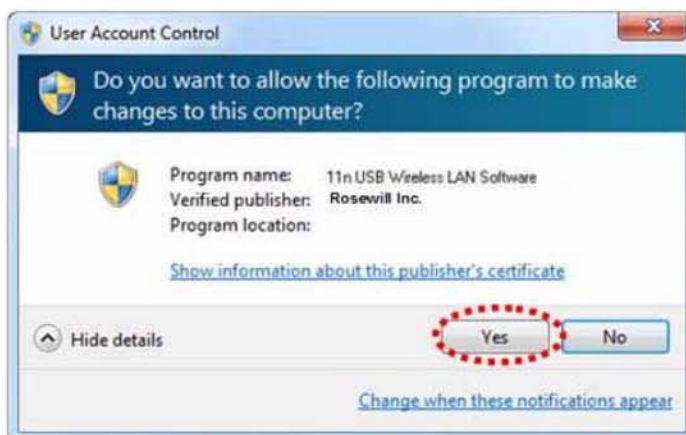 User Account Control
Do you want to allow the following program to make
changes to this computer?
Program name: 11n USB Wireless LAN Software
Verified publisher: Rosewill Inc.
Program location:
Show information about this publisher's certificate
Hide details
Yes
No
Change when these notifications appear